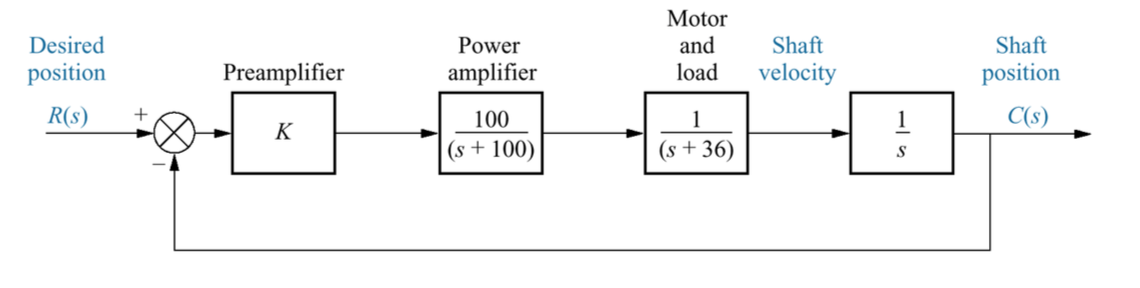 Desired
position
R(s)
+
−
Preamplifier
K
Power
amplifier
100
(s + 100)
Motor
and
load
1
(s + 36)
Shaft
velocity
1
s
Shaft
position
C(s)